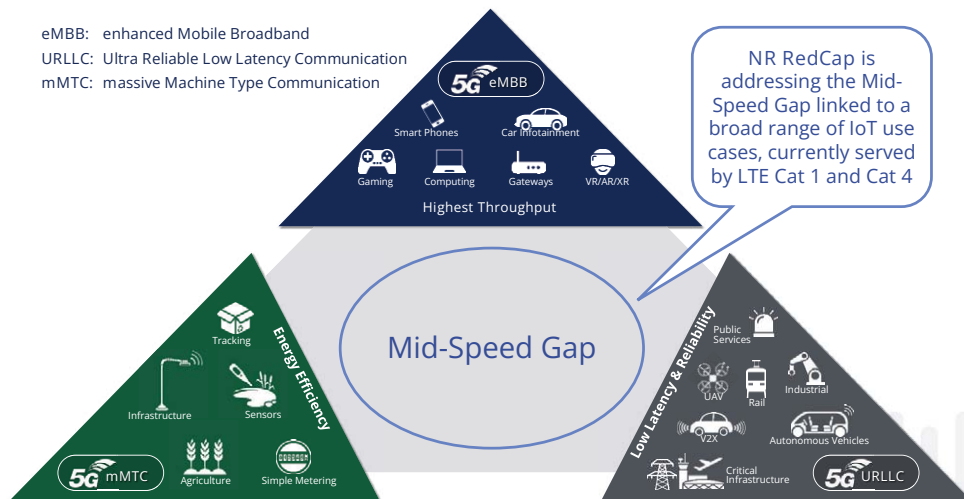 eMBB: enhanced Mobile Broadband
URLLC: Ultra Reliable Low Latency Communication
mMTC: massive Machine Type Communication
5G eMBB
Smart Phones
Car Infotainment
Gaming
Computing
Gateways
VR/AR/XR
Highest Throughput
NR RedCap is
addressing the Mid-
Speed Gap linked to a
broad range of IoT use
cases, currently served
by LTE Cat 1 and Cat 4
Mid-Speed Gap
Energy Efficiency
Tracking
Infrastructure
Sensors
Agriculture
Simple Metering
5G mMTC
Low Latency & Reliability
Public
Services
UAV
Rail
Industrial
V2X
Autonomous Vehicles
Critical
Infrastructure
5G URLLC